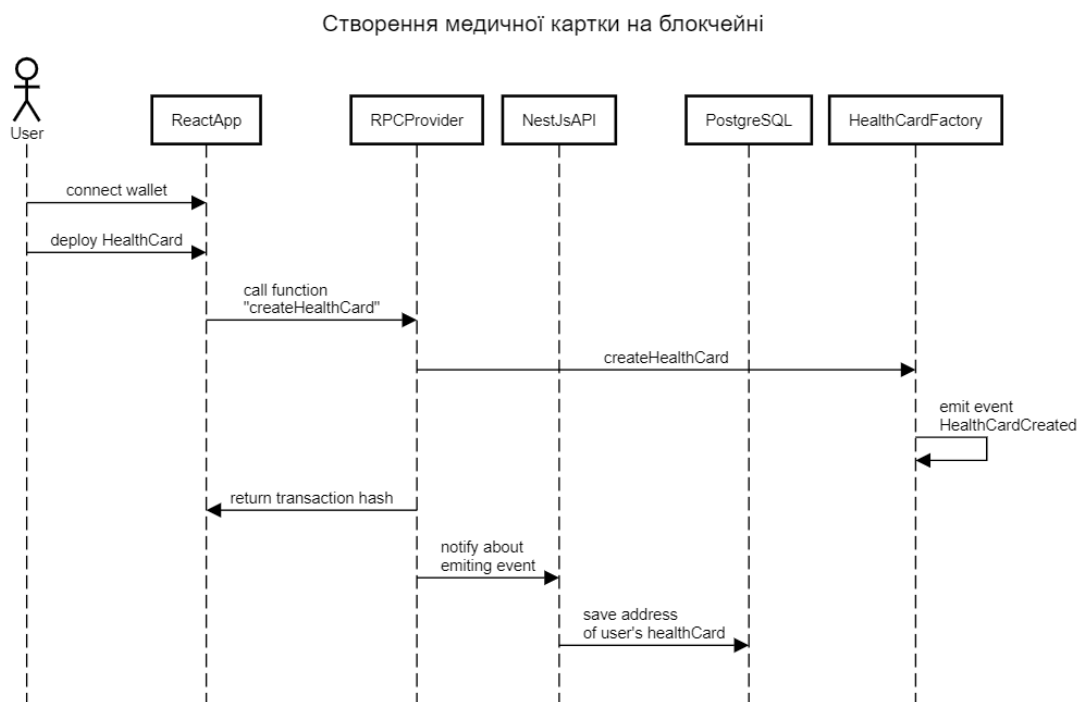 Створення медичної картки на блокчейні
User
ReactApp
RPCProvider
NestJsAPI
PostgreSQL
HealthCardFactory
connect wallet
deploy HealthCard
call function
"createHealthCard"
createHealthCard
emit event
HealthCardCreated
return transaction hash
notify about
emiting event
save address
of user's healthCard